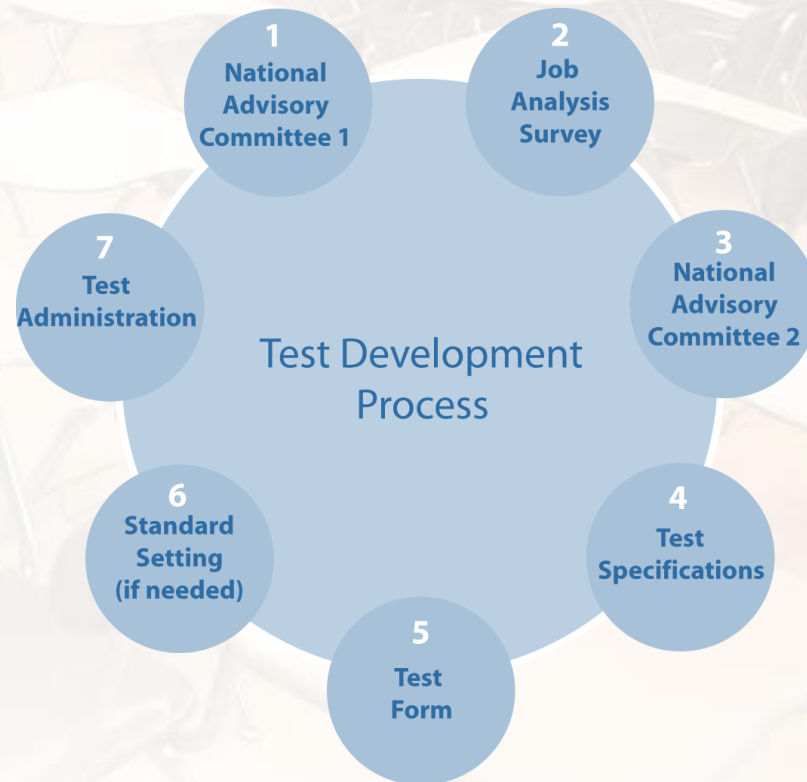 1
National
Advisory
Committee 1
2
Job
Analysis
Survey
3
National
Advisory
Committee 2
4
Test
Specifications
5
Test
Form
6
Standard
Setting
(if needed)
7
Test
Administration
Test Development
Process